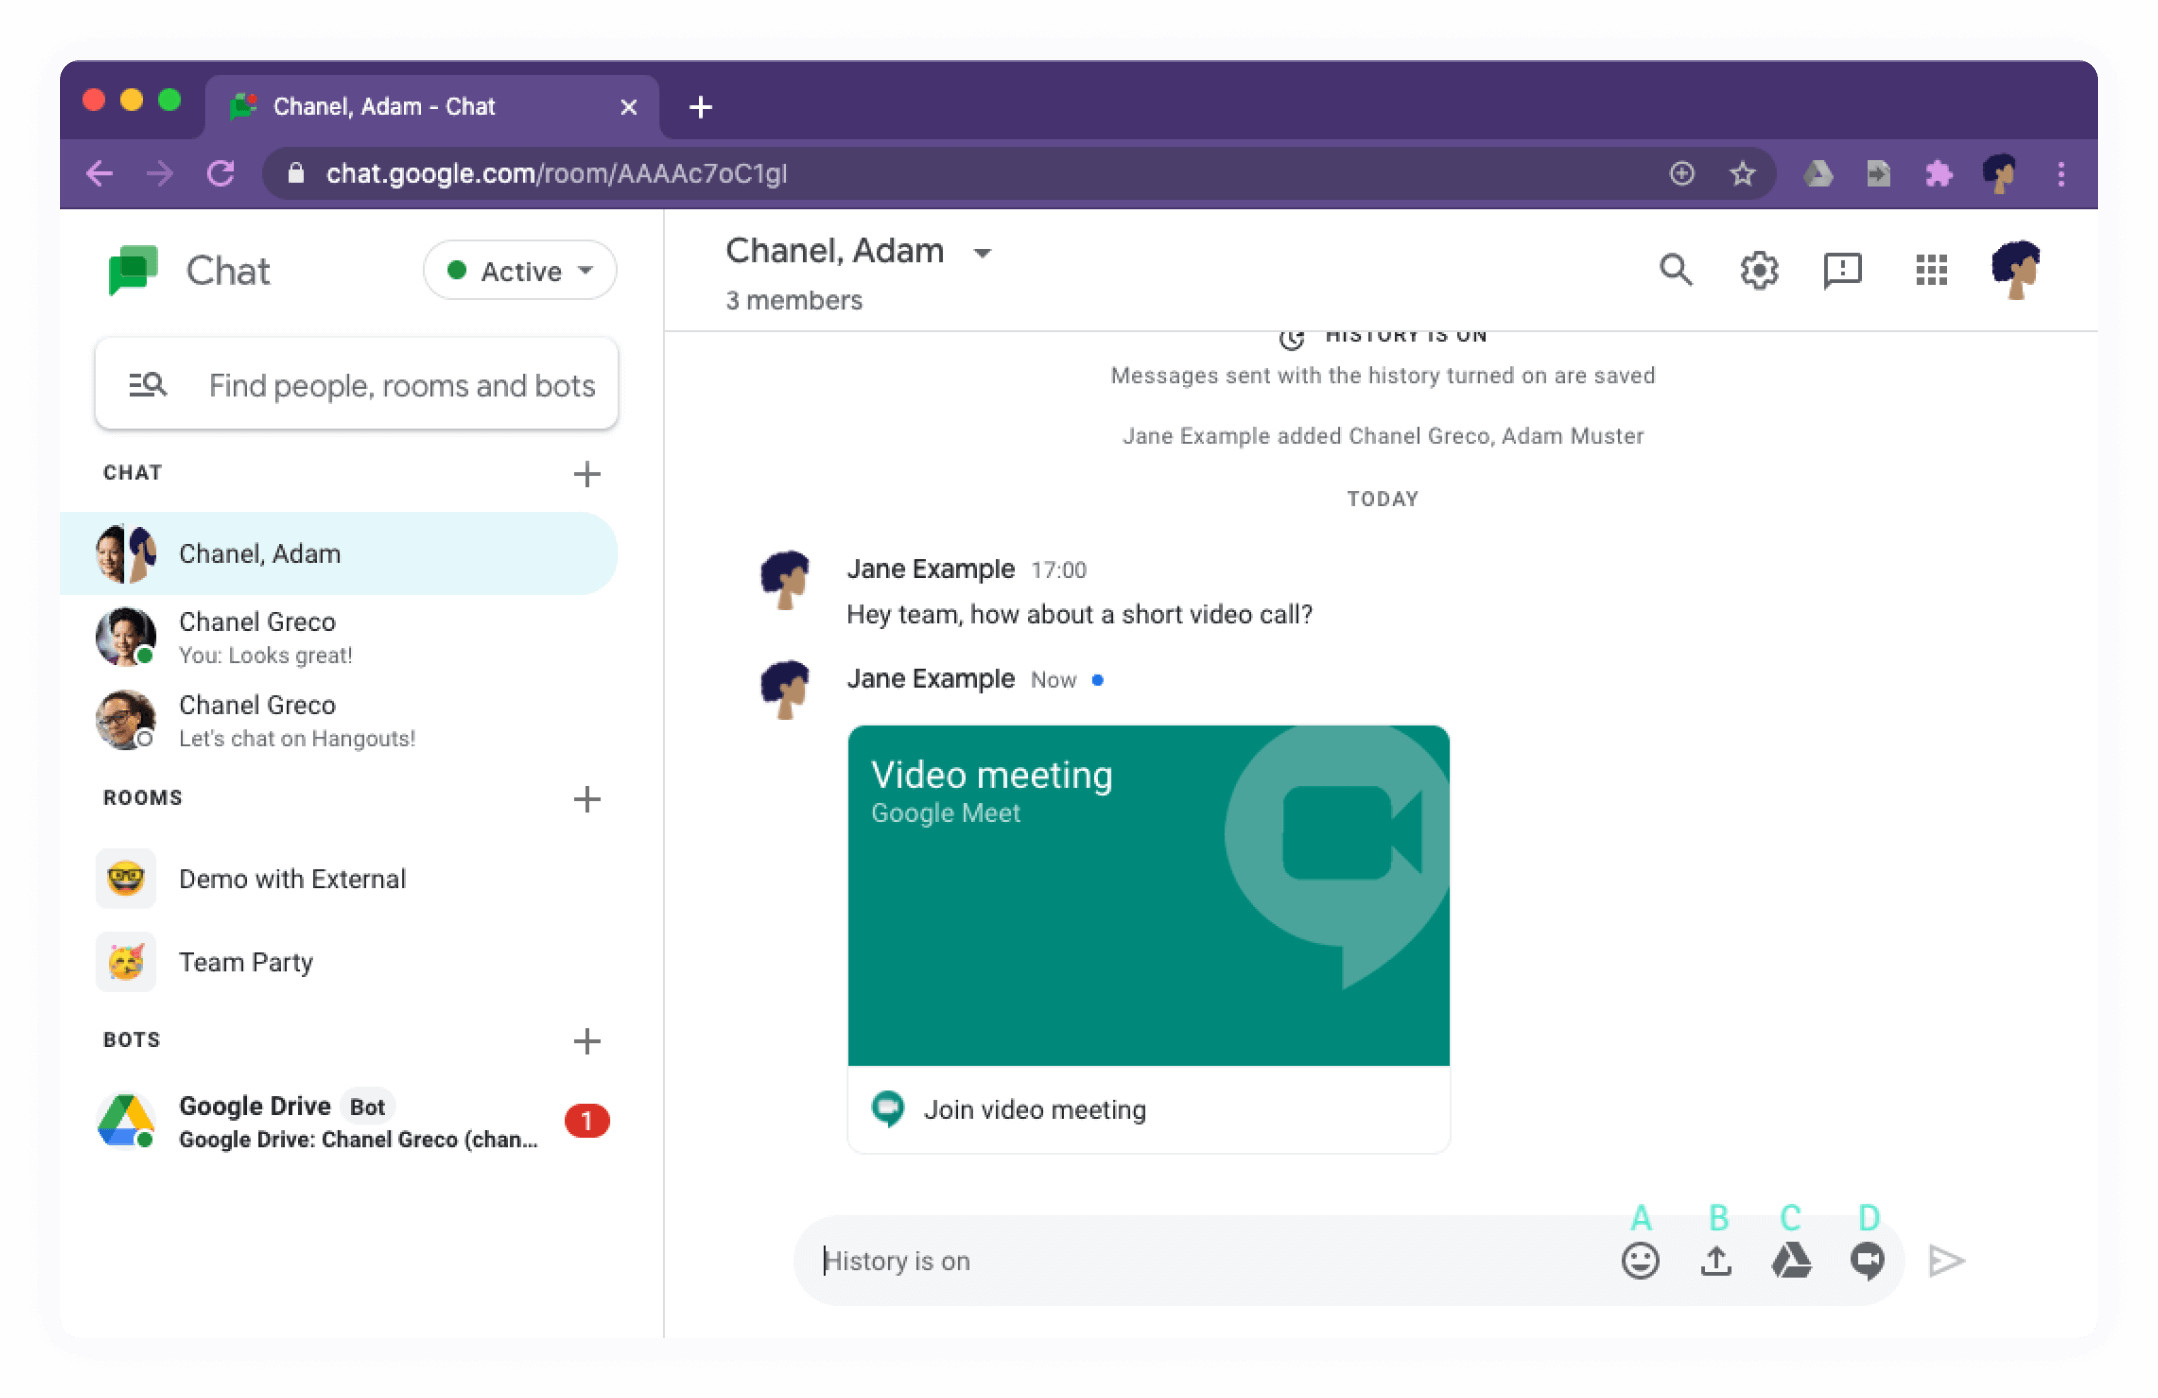 Chanel, Adam - Chat
chat.google.com/room/AAAAc7oC1gI
Chat
Active
Find people, rooms and bots
CHAT
Chanel, Adam
Chanel Greco
You: Looks great!
Chanel Greco
Let's chat on Hangouts!
ROOMS
Demo with External
Team Party
BOTS
Google Drive Bot
Google Drive: Chanel Greco (chan...
1
Chanel, Adam
3 members
HISTORY IS ON
Messages sent with the history turned on are saved
Jane Example added Chanel Greco, Adam Muster
TODAY
Jane Example 17:00
Hey team, how about a short video call?
Jane Example Now
Video meeting
Google Meet
Join video meeting
A B C D
History is on